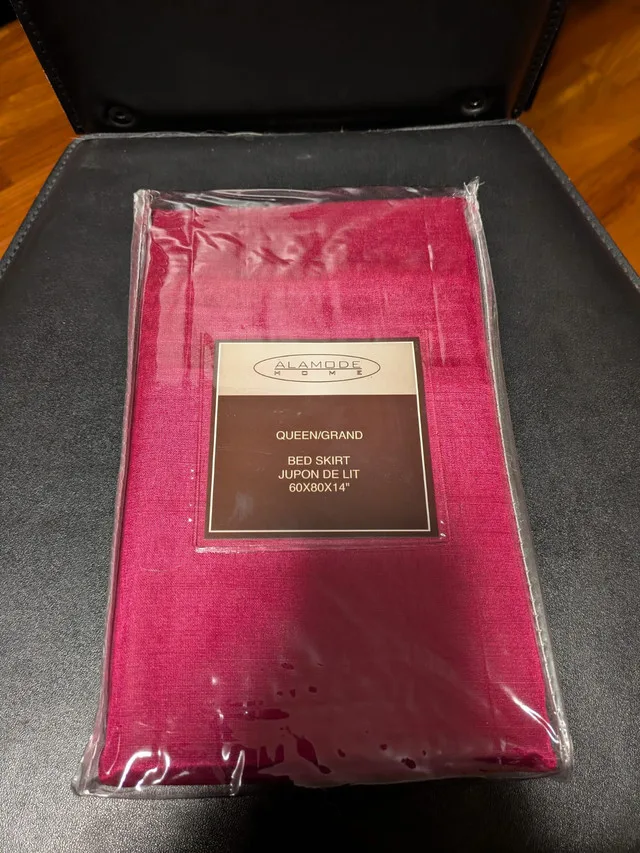 ALAMODE
HOME
QUEEN/GRAND
BED SKIRT
JUPON DE LIT
60X80X14"